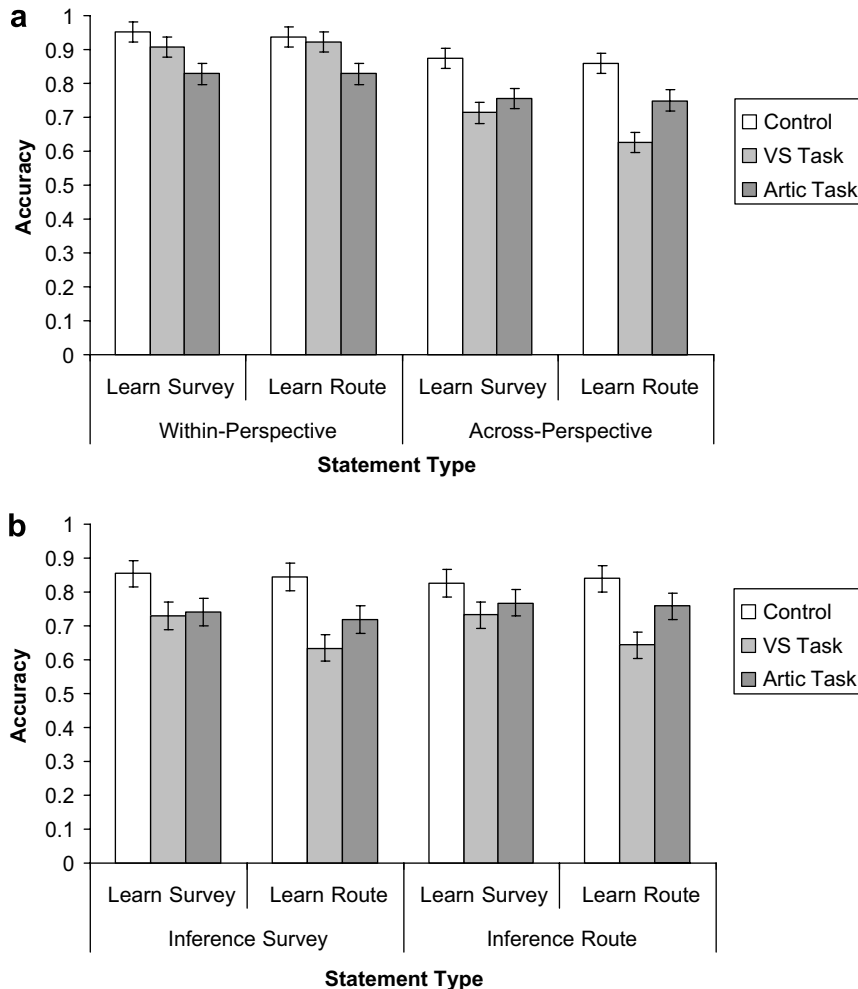 a
1
0.9
0.8
0.7
0.6
0.5
0.4
0.3
0.2
0.1
0
Accuracy
Learn Survey Learn Route Learn Survey Learn Route
Within-Perspective Across-Perspective
Statement Type
Control
VS Task
Artic Task
b
1
0.9
0.8
0.7
0.6
0.5
0.4
0.3
0.2
0.1
0
Accuracy
Learn Survey Learn Route Learn Survey Learn Route
Inference Survey Inference Route
Statement Type
Control
VS Task
Artic Task